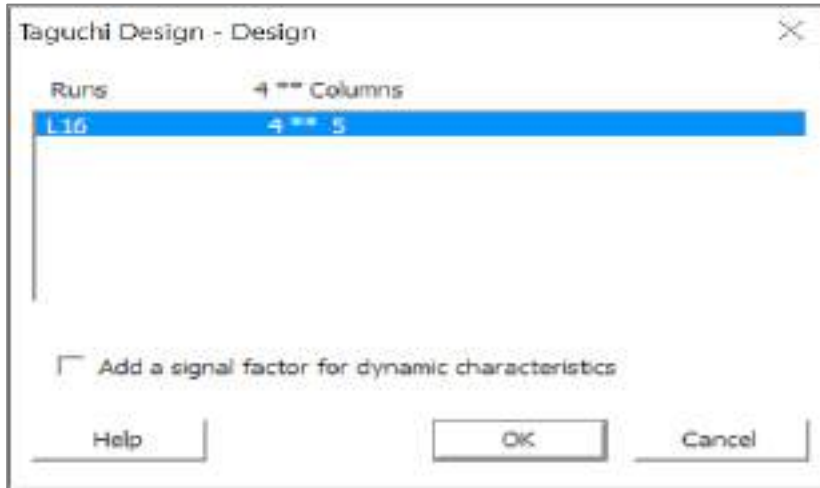 Taguchi Design - Design
Runs 4 ** Columns
L16 4 ** 5
Add a signal factor for dynamic characteristics
Help OK Cancel